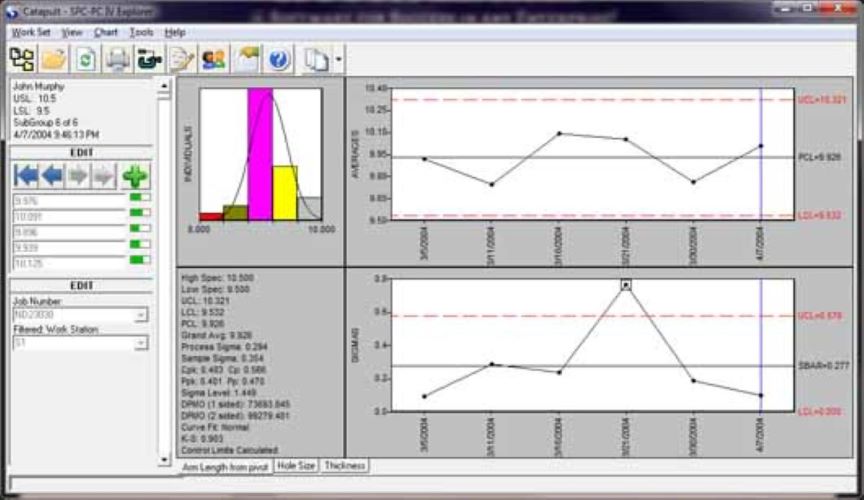 Catapult - SPC-PC IV Explorer
Work Set View Chart Tools Help
John Murphy
USL 10.5
LSL 9.5
SubGroup 6 of 6
4/7/2004 9:46:13 PM
EDIT
9.976
10.091
9.896
9.939
10.125
EDIT
Job Number
ND23030
Filtered: Work Station
S1
INDIVIDUALS
8.000 10.000
High Spec: 10.500
Low Spec: 9.500
UCL: 10.321
LCL: 9.532
PCL: 9.926
Grand Avg: 9.926
Process Sigma: 0.294
Sample Sigma: 0.354
Cpk: 0.483 Cp: 0.566
Ppk: 0.401 Pp: 0.470
Sigma Level: 1.449
DPMO (1 sided): 73693.845
DPMO (2 sided): 99279.401
Curve Fit: Normal
K-S: 0.903
Control Limits Calculated
AVERAGES
10.40
10.25
10.10
9.95
9.80
9.65
9.50
UCL=10.321
PCL=9.926
LCL=9.532
3/5/2004 3/11/2004 3/16/2004 3/21/2004 3/30/2004 4/7/2004
SIGMAS
0.8
0.6
0.4
0.2
0.0
UCL=0.579
SBAR=0.277
LCL=0.000
3/5/2004 3/11/2004 3/16/2004 3/21/2004 3/30/2004 4/7/2004
Arm Length from pivot Hole Size Thickness